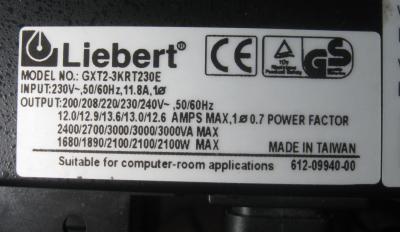 Liebert®
CE TÜV GS
MODEL NO.: GXT2-3KRT230E
INPUT:230V~,50/60Hz,11.8A,1ø
OUTPUT:200/208/220/230/240V~ ,50/60Hz
12.0/12.9/13.6/13.0/12.6 AMPS MAX,1ø 0.7 POWER FACTOR
2400/2700/3000/3000/3000VA MAX
1680/1890/2100/2100/2100W MAX MADE IN TAIWAN
Suitable for computer-room applications 612-09940-00